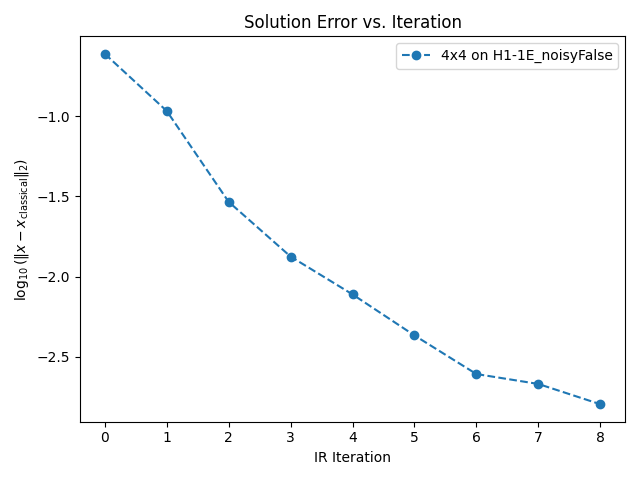 Solution Error vs. Iteration
4x4 on H1-1E_noisyFalse
log₁₀(‖x − x_classical‖₂)
−1.0
−1.5
−2.0
−2.5
0 1 2 3 4 5 6 7 8
IR Iteration